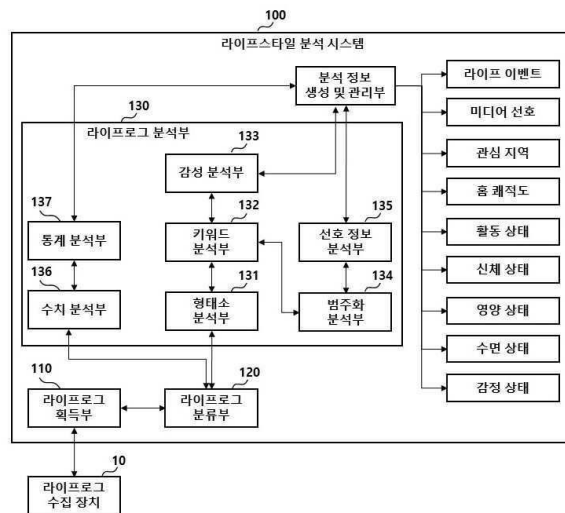 100
라이프스타일 분석 시스템
분석 정보
생성 및 관리부
라이프 이벤트
미디어 선호
관심 지역
홈 쾌적도
활동 상태
신체 상태
영양 상태
수면 상태
감정 상태
130
라이프로그 분석부
133
감성 분석부
137
통계 분석부
132
키워드
분석부
135
선호 정보
분석부
136
수치 분석부
131
형태소
분석부
134
범주화
분석부
110
라이프로그
획득부
120
라이프로그
분류부
10
라이프로그
수집 장치